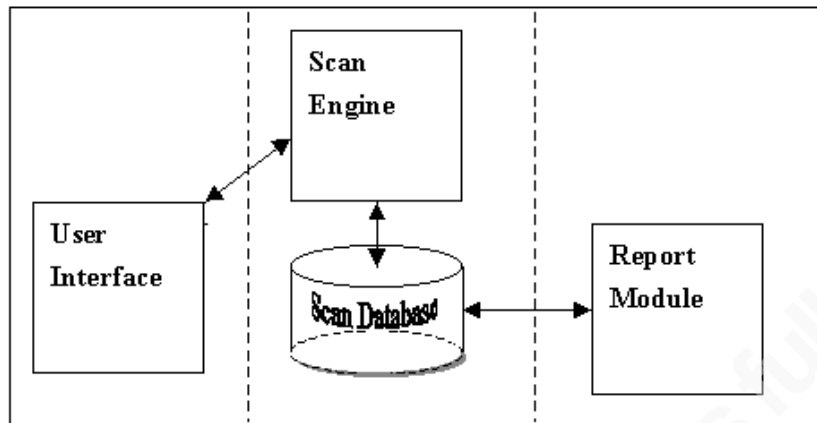 Scan
Engine
User
Interface
Scan Database
Report
Module